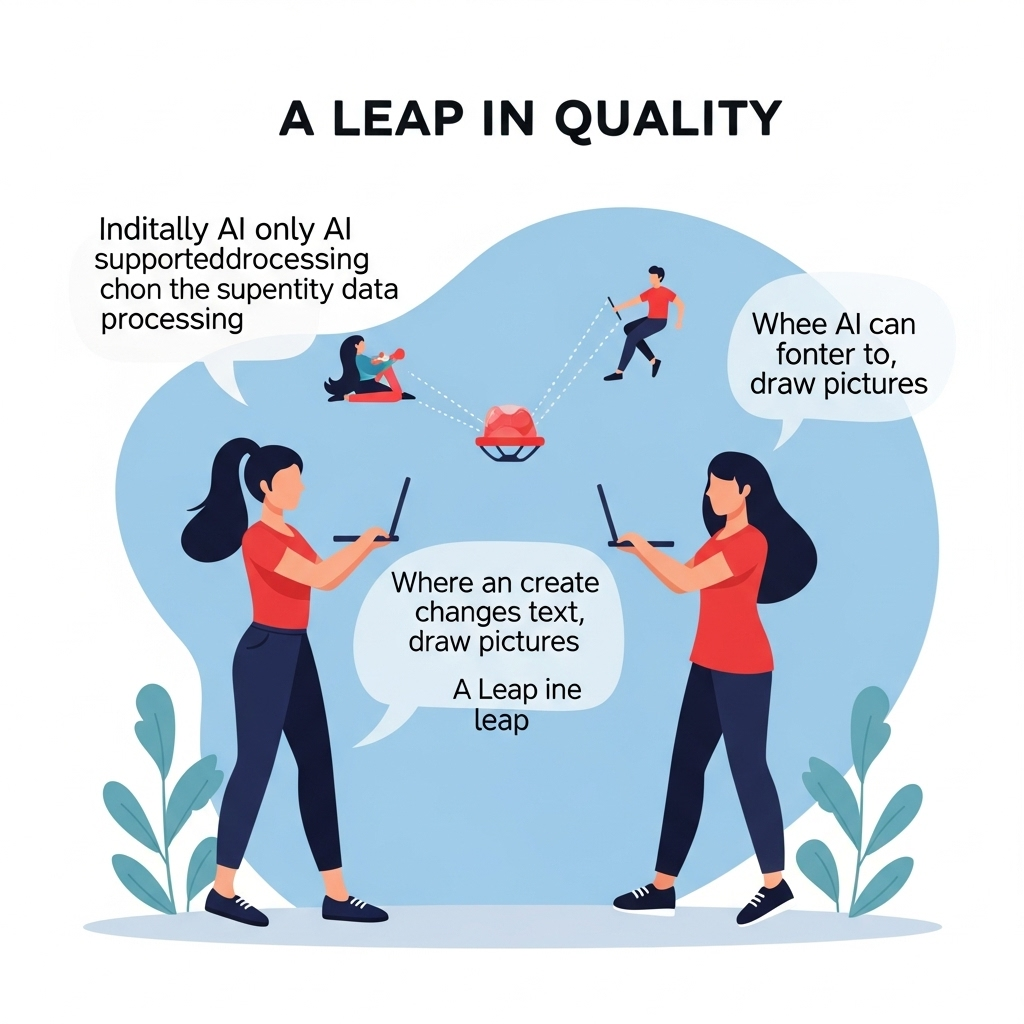 A LEAP IN QUALITY
Inditally AI only AI
supporteddrocessing
chon the supentity data
processing
Whee AI can
fonter to,
draw pictures
Where an create
changes text,
draw pictures
A Leap ine
leap